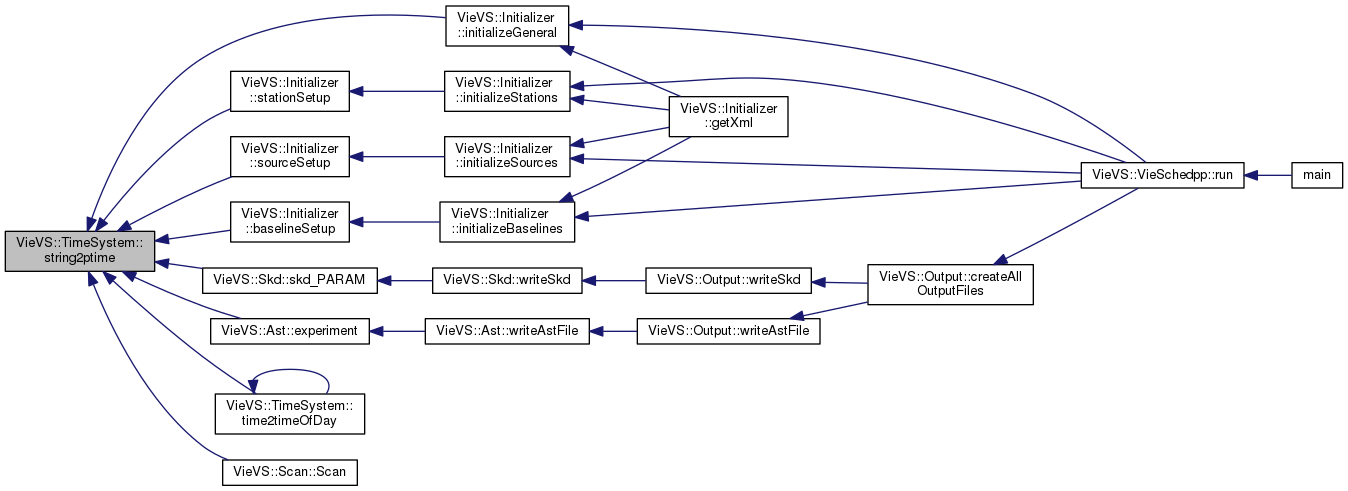 VieVS::Initializer
::initializeGeneral
VieVS::Initializer
::stationSetup
VieVS::Initializer
::initializeStations
VieVS::Initializer
::getXml
VieVS::Initializer
::sourceSetup
VieVS::Initializer
::initializeSources
VieVS::VieSchedpp::run
main
VieVS::Initializer
::baselineSetup
VieVS::Initializer
::initializeBaselines
VieVS::TimeSystem::
string2ptime
VieVS::Skd::skd_PARAM
VieVS::Skd::writeSkd
VieVS::Output::writeSkd
VieVS::Output::createAll
OutputFiles
VieVS::Ast::experiment
VieVS::Ast::writeAstFile
VieVS::Output::writeAstFile
VieVS::TimeSystem::
time2timeOfDay
VieVS::Scan::Scan